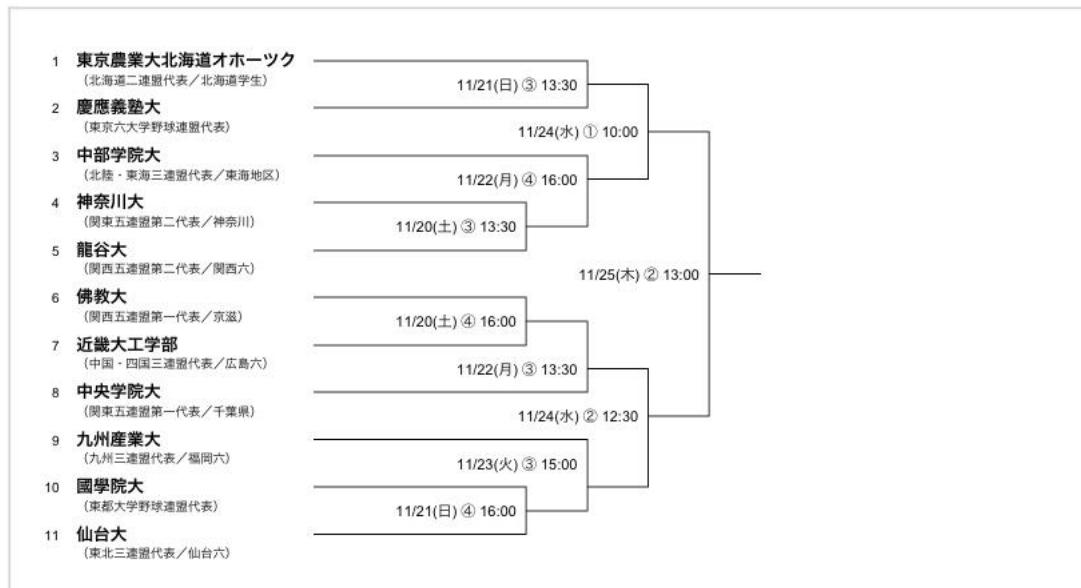 1 東京農業大北海道オホーツク
（北海道二連盟代表／北海道学生）
11/21(日) ③ 13:30
2 慶應義塾大
（東京六大学野球連盟代表）
11/24(水) ① 10:00
3 中部学院大
（北陸・東海三連盟代表／東海地区）
11/22(月) ④ 16:00
4 神奈川大
（関東五連盟第二代表／神奈川）
11/20(土) ③ 13:30
5 龍谷大
（関西五連盟第二代表／関西六）
11/25(木) ② 13:00
6 佛教大
（関西五連盟第一代表／京滋）
11/20(土) ④ 16:00
7 近畿大工学部
（中国・四国三連盟代表／広島六）
11/22(月) ③ 13:30
8 中央学院大
（関東五連盟第一代表／千葉県）
11/24(水) ② 12:30
9 九州産業大
（九州三連盟代表／福岡六）
11/23(火) ③ 15:00
10 國學院大
（東都大学野球連盟代表）
11/21(日) ④ 16:00
11 仙台大
（東北三連盟代表／仙台六）